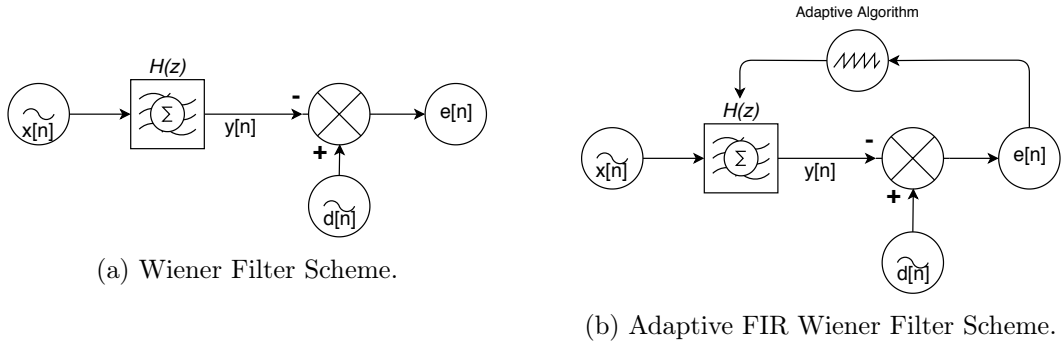 H(z)
x[n]
Σ
y[n]
-
+
e[n]
d[n]
(a) Wiener Filter Scheme.
Adaptive Algorithm
H(z)
x[n]
Σ
y[n]
-
+
e[n]
d[n]
(b) Adaptive FIR Wiener Filter Scheme.